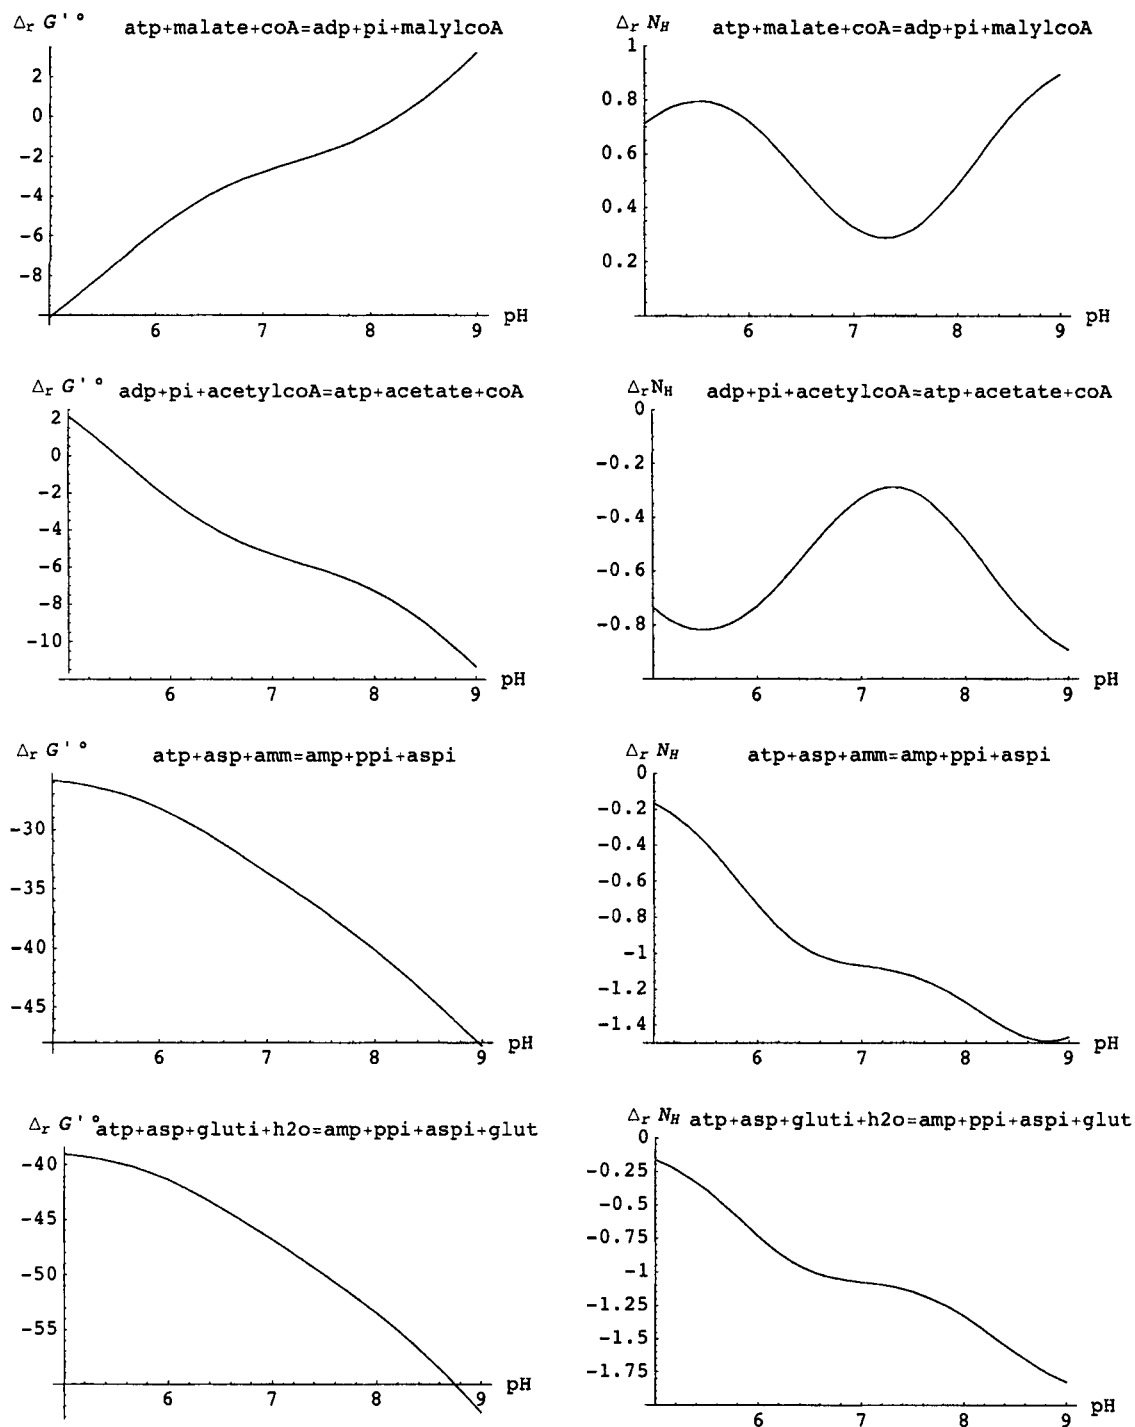 Δr G'° atp+malate+coA=adp+pi+malylcoA
2
0
-2
-4
-6
-8
6 7 8 9 pH
Δr NH atp+malate+coA=adp+pi+malylcoA
1
0.8
0.6
0.4
0.2
6 7 8 9 pH
Δr G'° adp+pi+acetylcoA=atp+acetate+coA
2
0
-2
-4
-6
-8
-10
6 7 8 9 pH
ΔrNH adp+pi+acetylcoA=atp+acetate+coA
0
-0.2
-0.4
-0.6
-0.8
6 7 8 9 pH
Δr G'° atp+asp+amm=amp+ppi+aspi
-30
-35
-40
-45
6 7 8 9 pH
Δr NH atp+asp+amm=amp+ppi+aspi
0
-0.2
-0.4
-0.6
-0.8
-1
-1.2
-1.4
6 7 8 9 pH
Δr G'° atp+asp+gluti+h2o=amp+ppi+aspi+glut
-40
-45
-50
-55
6 7 8 9 pH
Δr NH atp+asp+gluti+h2o=amp+ppi+aspi+glut
0
-0.25
-0.5
-0.75
-1
-1.25
-1.5
-1.75
6 7 8 9 pH